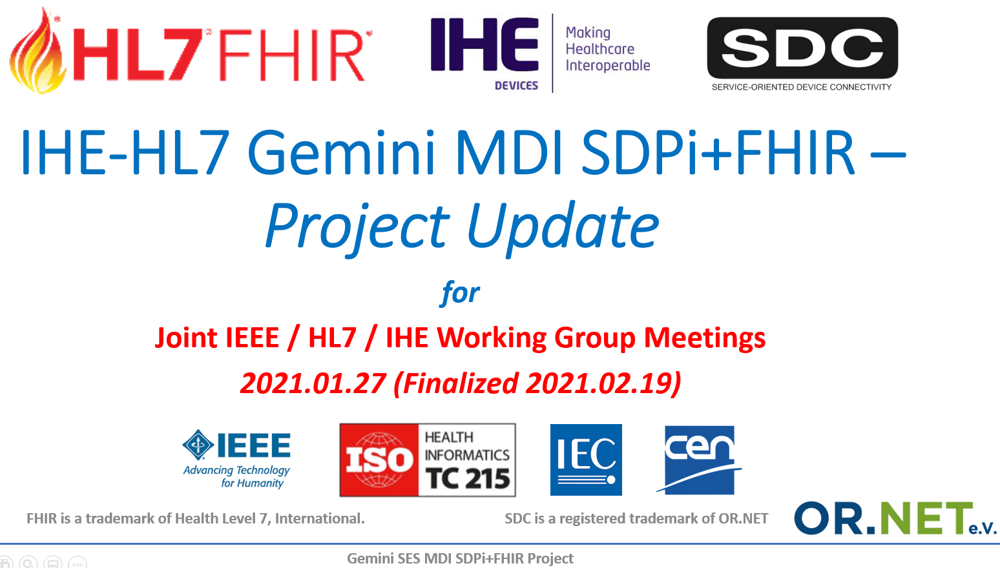 HL7® FHIR®
IHE
DEVICES
Making
Healthcare
Interoperable
SDC
SERVICE-ORIENTED DEVICE CONNECTIVITY
IHE-HL7 Gemini MDI SDPi+FHIR –
Project Update
for
Joint IEEE / HL7 / IHE Working Group Meetings
2021.01.27 (Finalized 2021.02.19)
IEEE
Advancing Technology
for Humanity
ISO
HEALTH
INFORMATICS
TC 215
IEC
cen
FHIR is a trademark of Health Level 7, International.
SDC is a registered trademark of OR.NET
OR.NET e.V.
Gemini SES MDI SDPi+FHIR Project